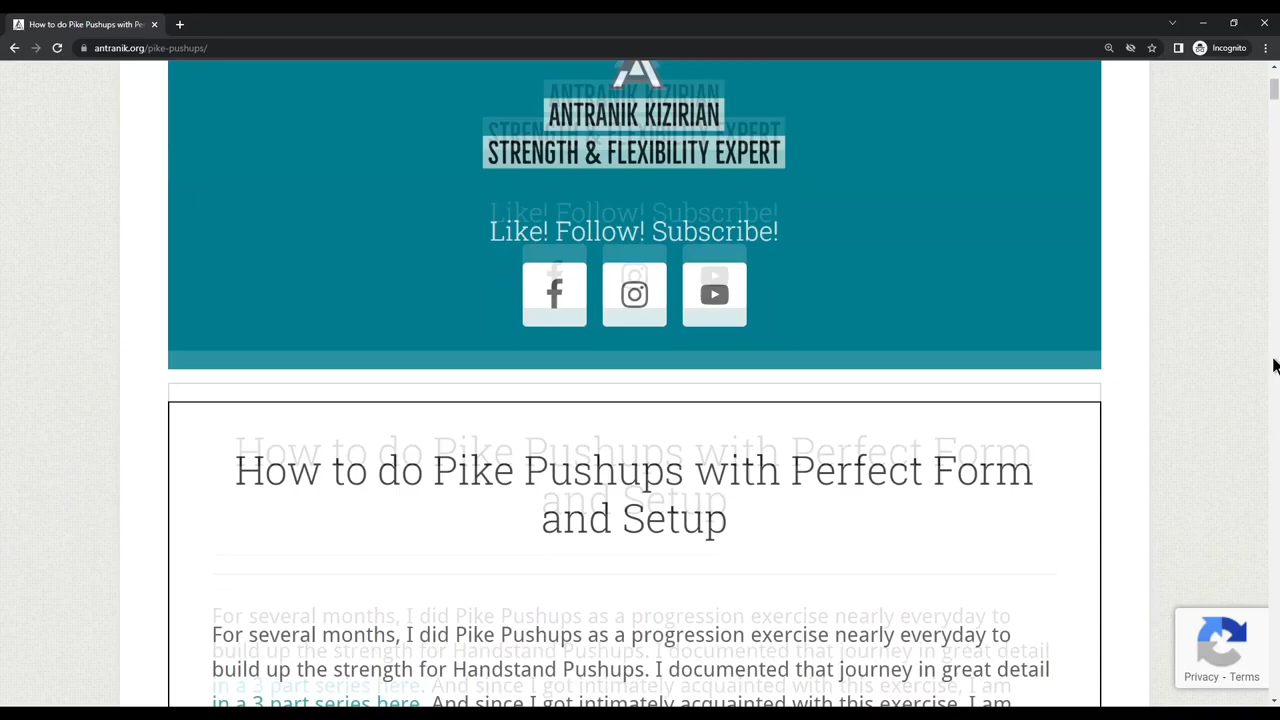 How to do Pike Pushups with Pe
antranik.org/pike-pushups/
Incognito
ANTRANIK KIZIRIAN
STRENGTH & FLEXIBILITY EXPERT
Like! Follow! Subscribe!
How to do Pike Pushups with Perfect Form
and Setup
For several months, I did Pike Pushups as a progression exercise nearly everyday to
build up the strength for Handstand Pushups. I documented that journey in great detail
in a 3 part series here. And since I got intimately acquainted with this exercise, I am
Privacy - Terms